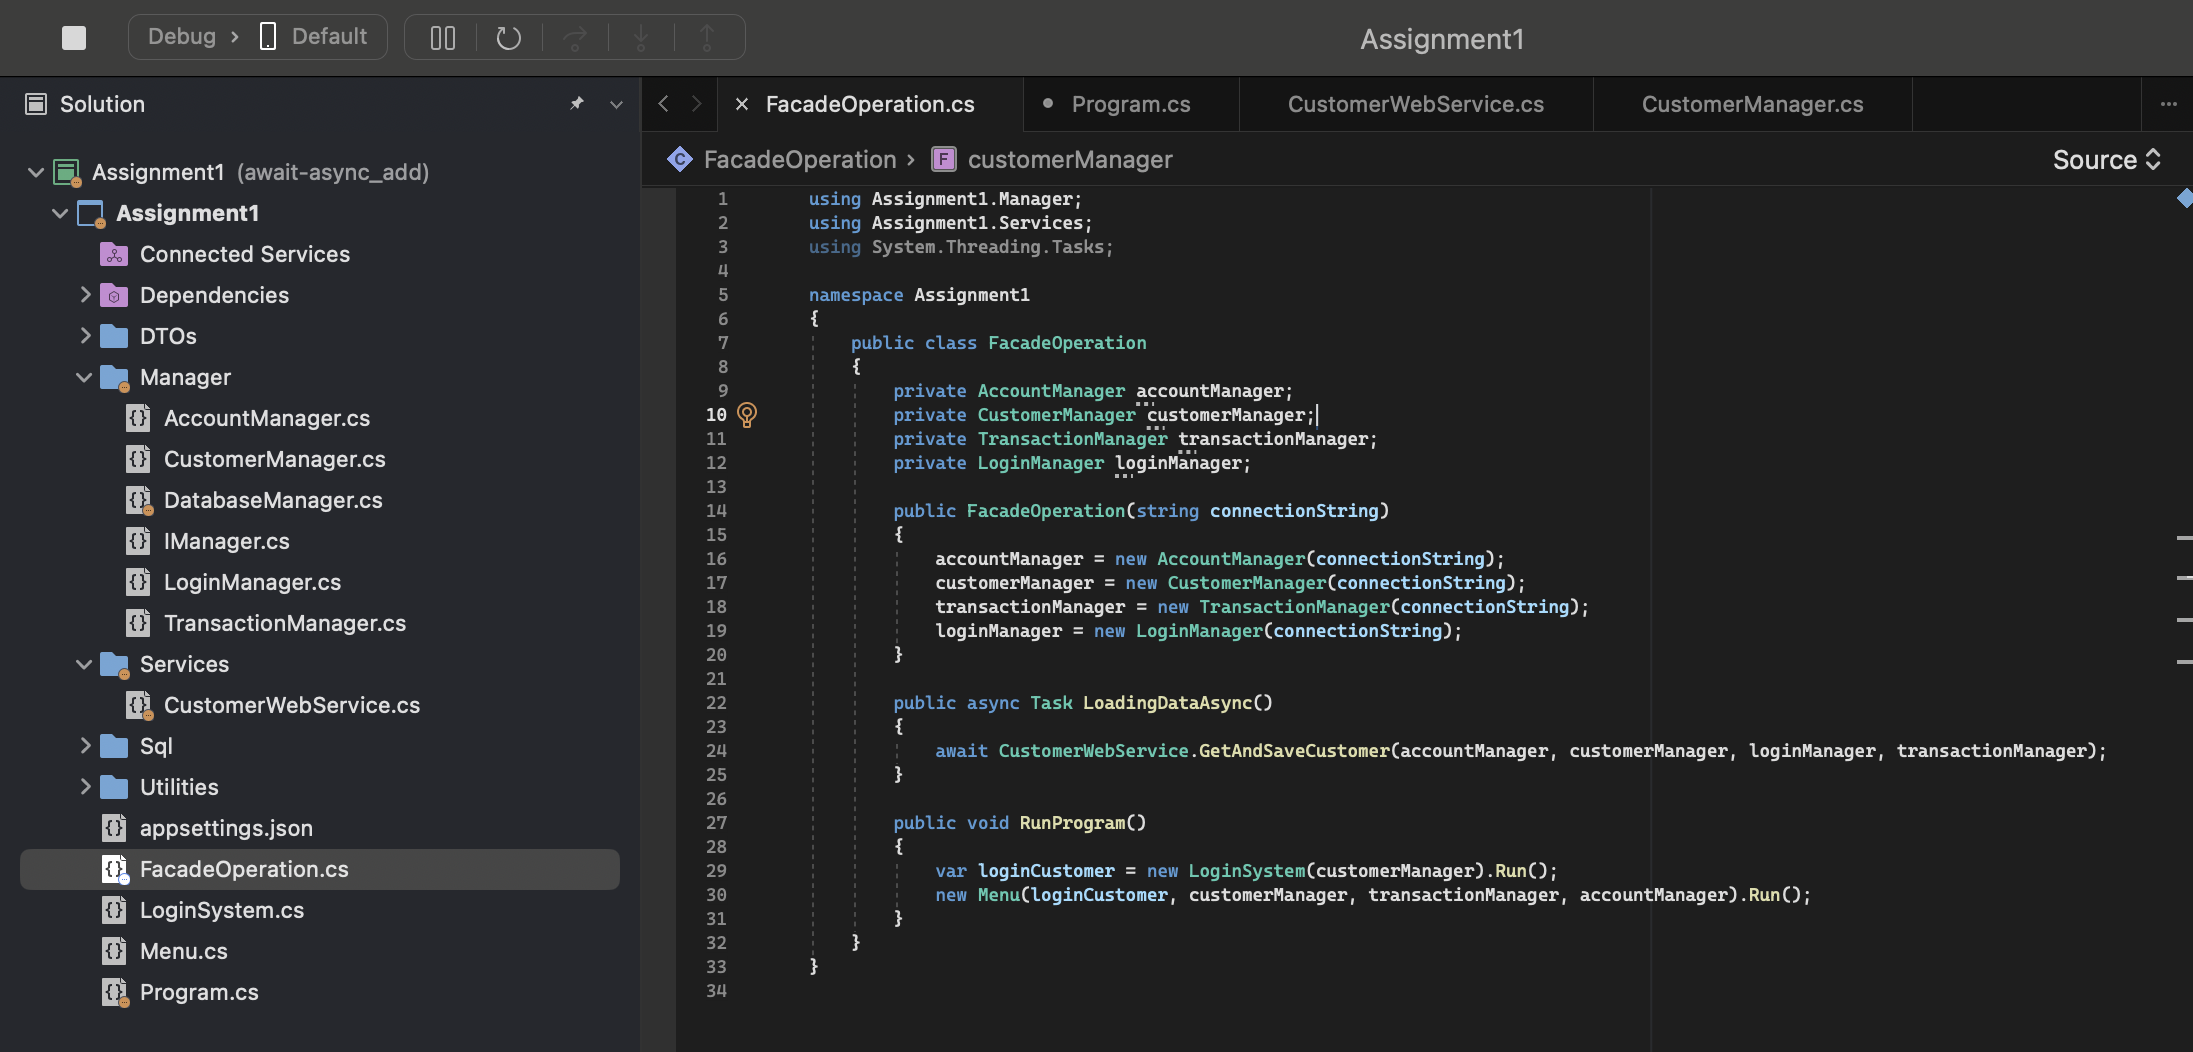 Debug
Default
Assignment1
Solution
FacadeOperation.cs
Program.cs
CustomerWebService.cs
CustomerManager.cs
FacadeOperation
F
customerManager
Source
Assignment1 (await-async_add)
Assignment1
Connected Services
Dependencies
DTOs
Manager
AccountManager.cs
CustomerManager.cs
DatabaseManager.cs
IManager.cs
LoginManager.cs
TransactionManager.cs
Services
CustomerWebService.cs
Sql
Utilities
appsettings.json
FacadeOperation.cs
LoginSystem.cs
Menu.cs
Program.cs
1 using Assignment1.Manager;
2 using Assignment1.Services;
3 using System.Threading.Tasks;
4
5 namespace Assignment1
6 {
7 public class FacadeOperation
8 {
9 private AccountManager accountManager;
10 private CustomerManager customerManager;
11 private TransactionManager transactionManager;
12 private LoginManager loginManager;
13
14 public FacadeOperation(string connectionString)
15 {
16 accountManager = new AccountManager(connectionString);
17 customerManager = new CustomerManager(connectionString);
18 transactionManager = new TransactionManager(connectionString);
19 loginManager = new LoginManager(connectionString);
20 }
21
22 public async Task LoadingDataAsync()
23 {
24 await CustomerWebService.GetAndSaveCustomer(accountManager, customerManager, loginManager, transactionManager);
25 }
26
27 public void RunProgram()
28 {
29 var loginCustomer = new LoginSystem(customerManager).Run();
30 new Menu(loginCustomer, customerManager, transactionManager, accountManager).Run();
31 }
32 }
33 }
34